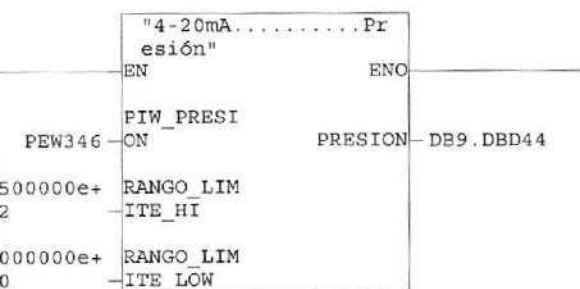 "4-20mA...........Pr
esión"
EN ENO
PIW_PRESI
PEW346 ON PRESION DB9.DBD44
500000e+ RANGO_LIM
2 ITE_HI
000000e+ RANGO_LIM
0 ITE_LOW